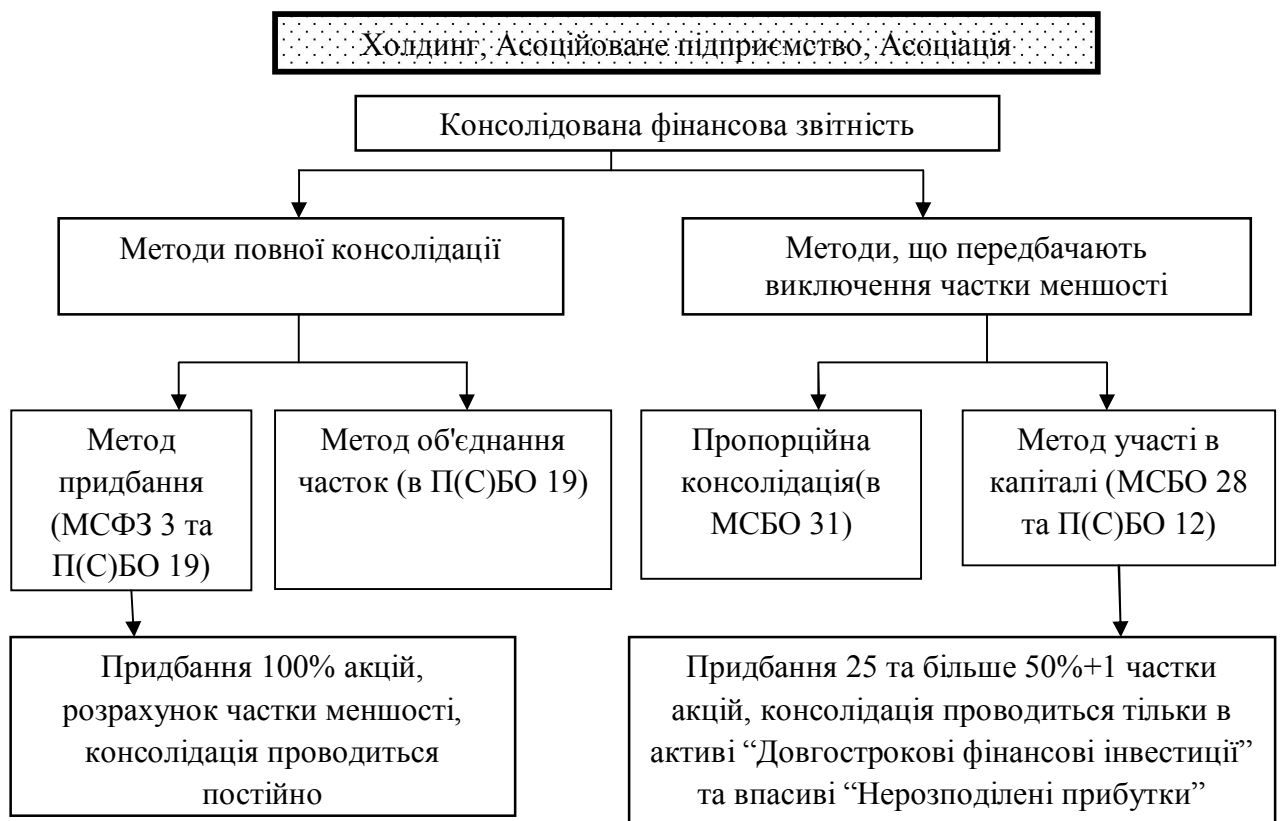 Холдинг, Асоційоване підприємство, Асоціація
Консолідована фінансова звітність
Методи повної консолідації
Методи, що передбачають
виключення частки меншості
Метод
придбання
(МСФЗ 3 та
П(С)БО 19)
Метод об'єднання
часток (в П(С)БО 19)
Пропорційна
консолідація(в
МСБО 31)
Метод участі в
капіталі (МСБО 28
та П(С)БО 12)
Придбання 100% акцій,
розрахунок частки меншості,
консолідація проводиться
постійно
Придбання 25 та більше 50%+1 частки
акцій, консолідація проводиться тільки в
активі “Довгострокові фінансові інвестиції”
та впасиві “Нерозподілені прибутки”